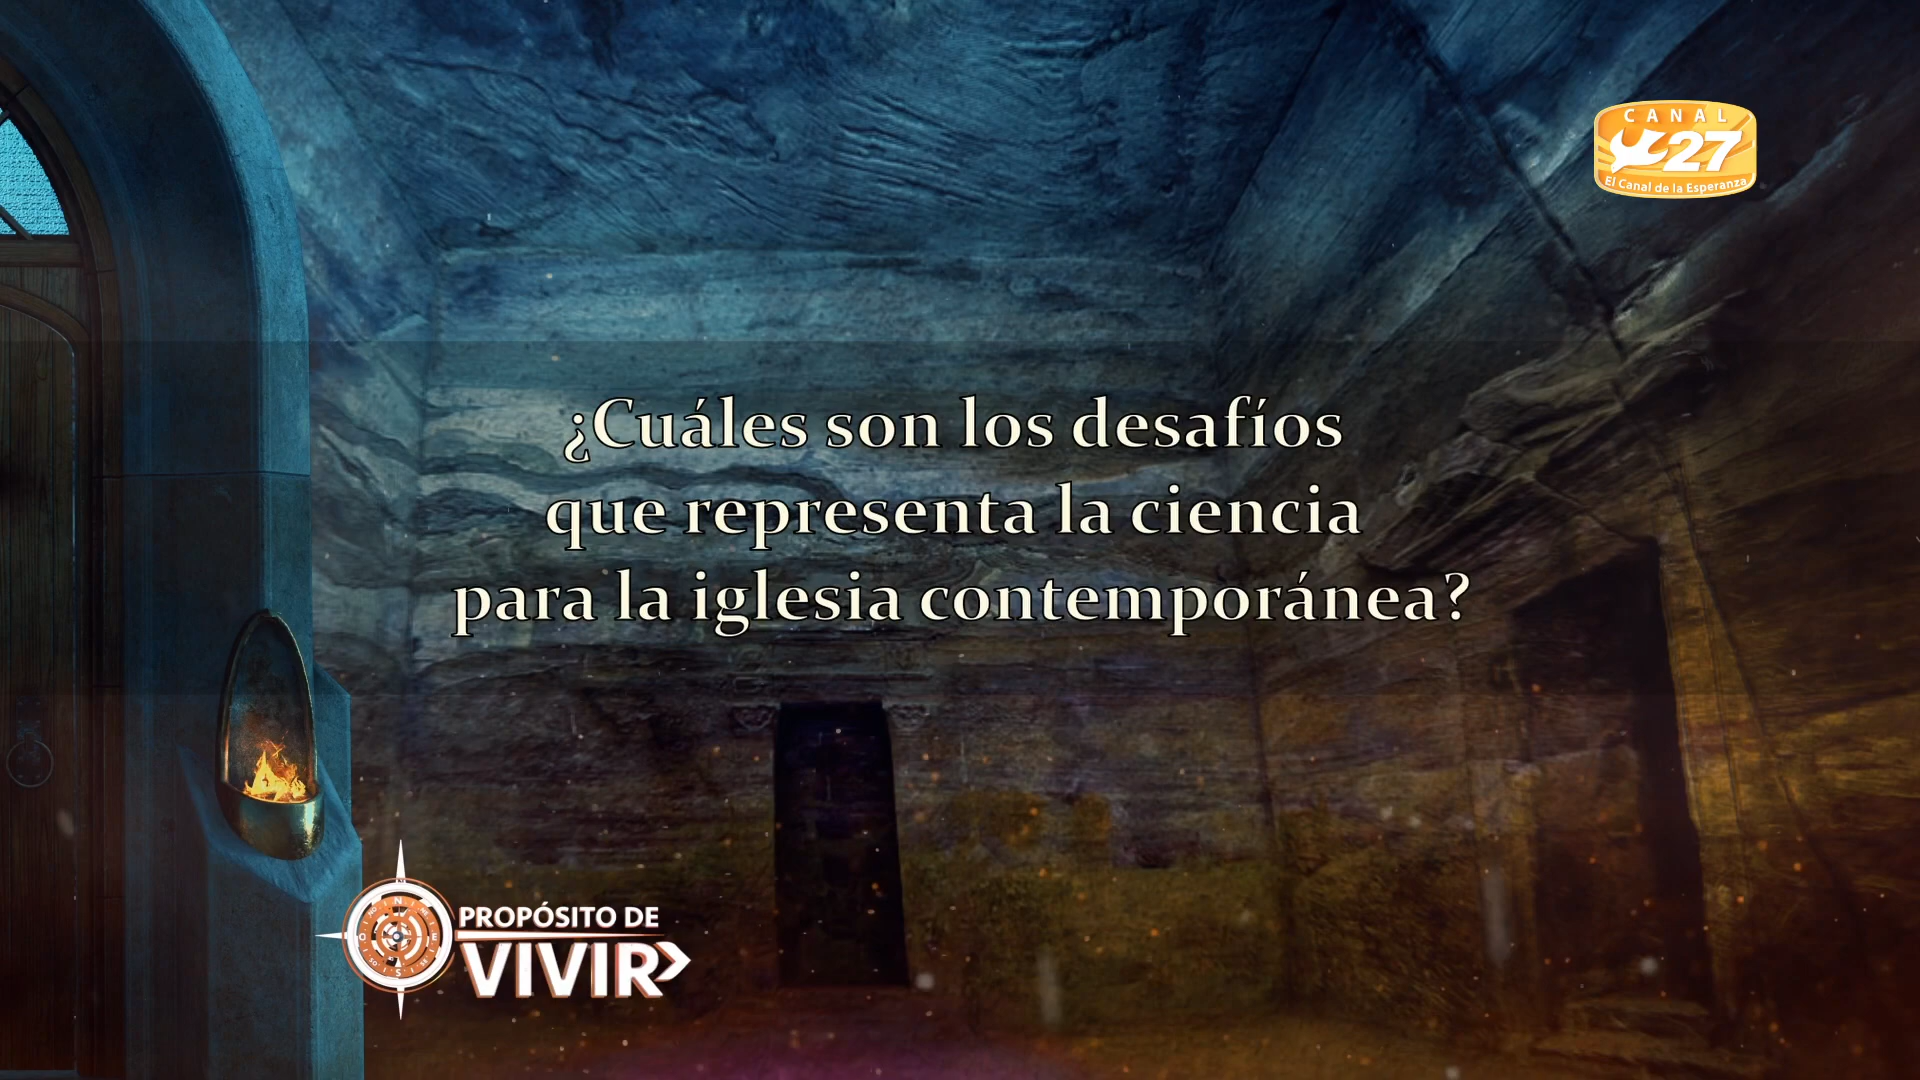 CANAL
27
El Canal de la Esperanza
¿Cuáles son los desafíos
que representa la ciencia
para la iglesia contemporánea?
PROPÓSITO DE
VIVIR
N
O
E
S